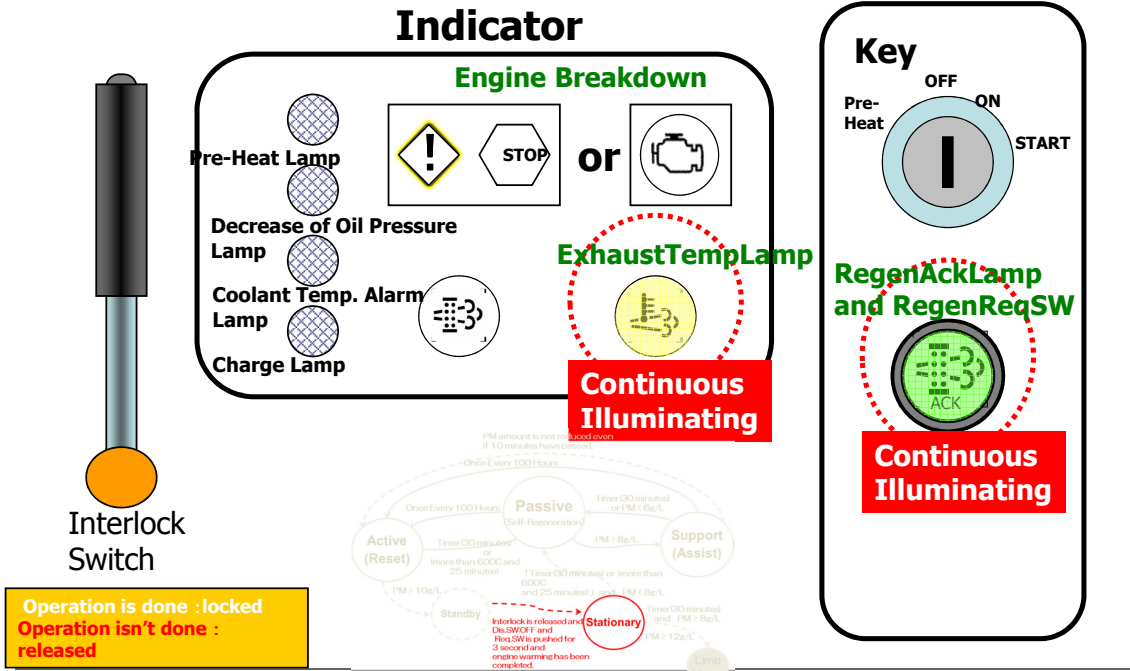 Indicator
Engine Breakdown
STOP
or
Pre-Heat Lamp
Decrease of Oil Pressure
Lamp
Coolant Temp. Alarm
Lamp
Charge Lamp
ExhaustTempLamp
Continuous
Illuminating
Key
OFF
Pre-
Heat
ON
START
RegenAckLamp
and RegenReqSW
ACK
Continuous
Illuminating
Interlock
Switch
Operation is done :locked
Operation isn't done :
released
PM amount is not reduced even
if 10 minutes have passed.
Once Every 100 Hours
Once Every 100 Hours
Passive
(Self-Regeneration)
Timer(30 minutes)
or PM < 6g/L
Active
(Reset)
Timer(30 minutes)
or
(more than 600C and
25 minutes)
PM ≥ 8g/L
Support
(Assist)
{Timer(30 minutes) or (more than
600C
and 25 minutes) } and PM < 8g/L
PM ≥ 10g/L
Standby
Interlock is released and
Dis.SW.OFF and
Req.SW is pushed for
3 second and
engine warming has been
completed.
Stationary
Timer(30 minutes)
and PM ≥ 8g/L
PM ≥ 12g/L
Limp